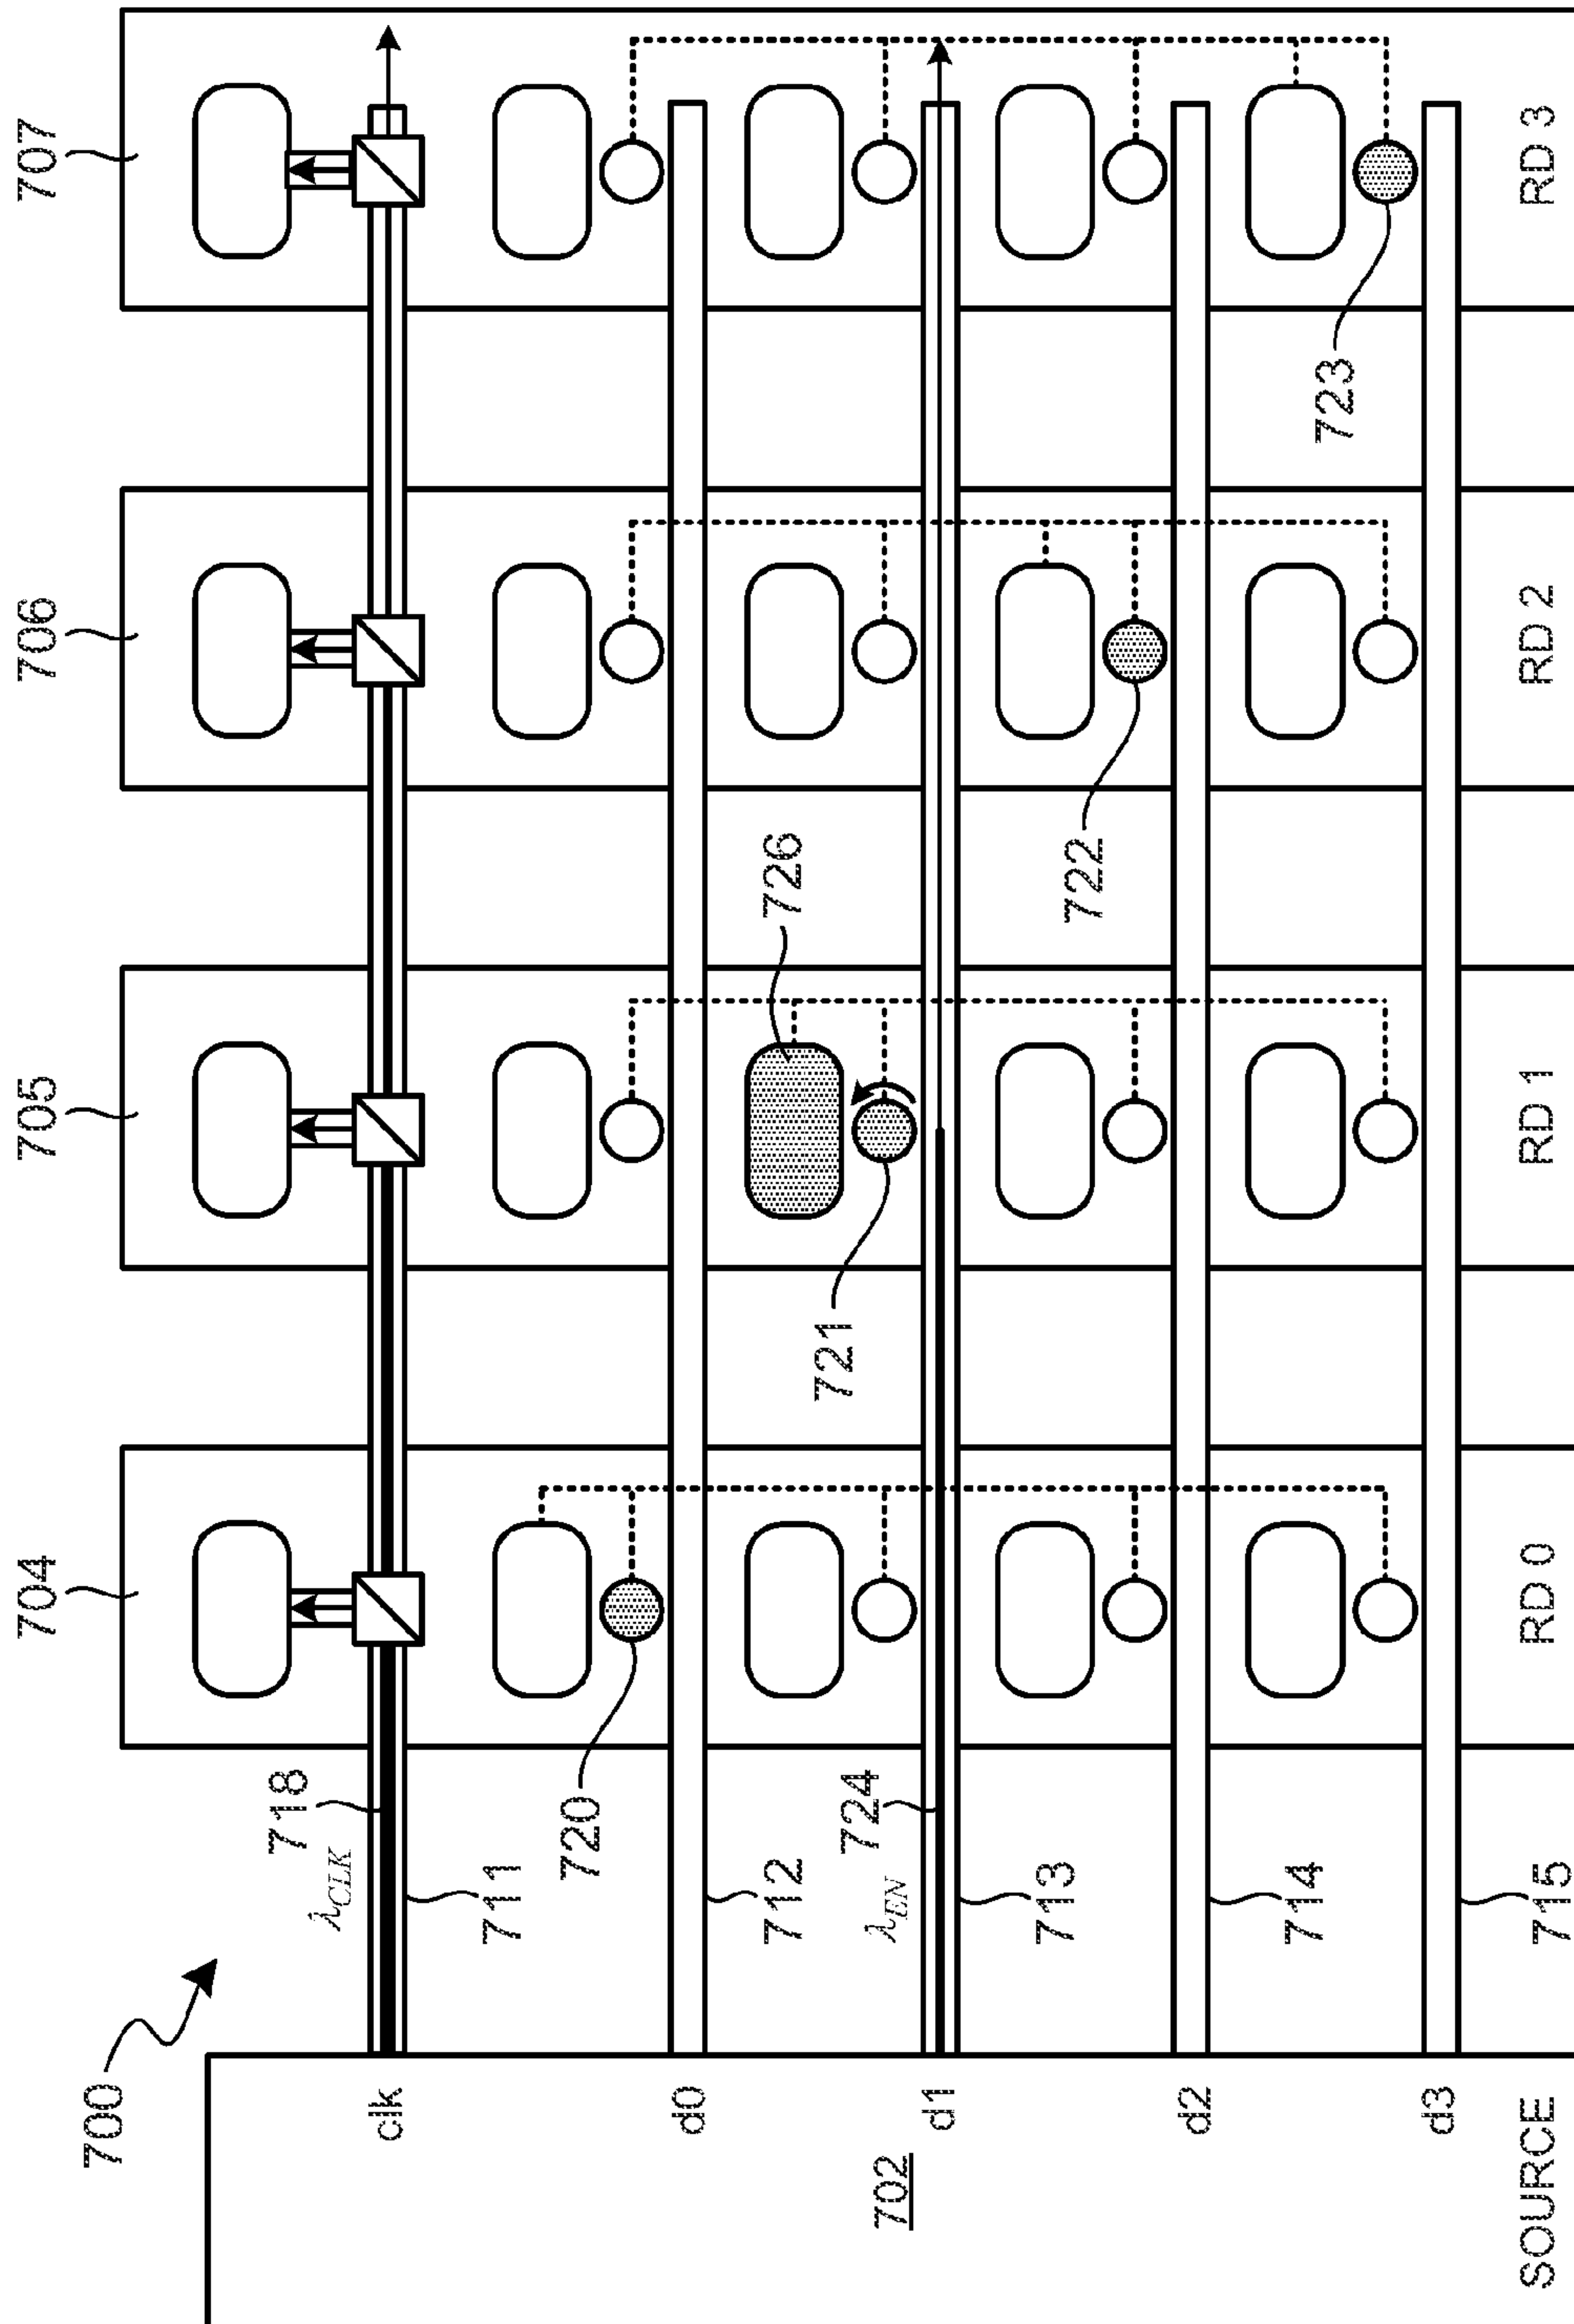 700
704
705
706
707
718
λCLK
711
clk
720
712
d0
726
724
λEN
721
713
d1
702
722
714
d2
723
715
d3
SOURCE
RD 0
RD 1
RD 2
RD 3